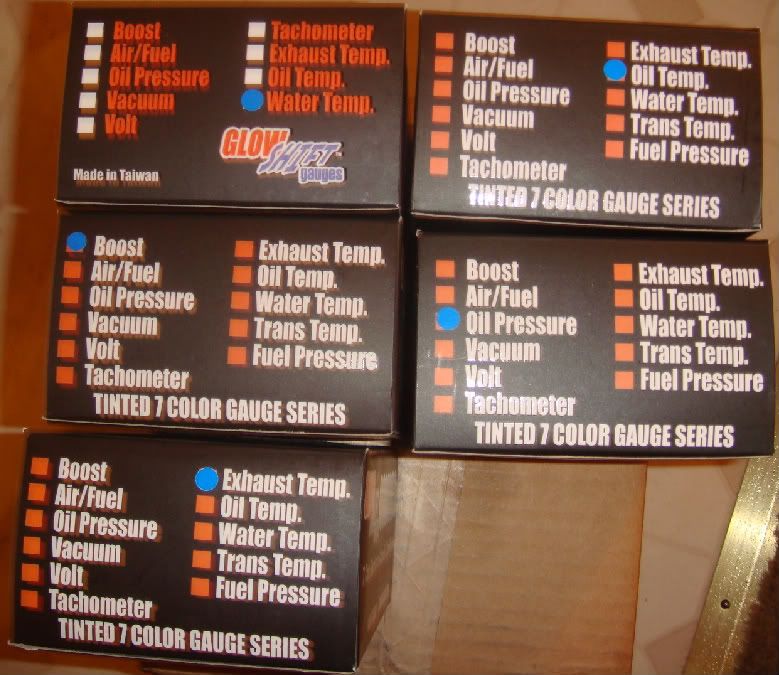 Boost
Air/Fuel
Oil Pressure
Vacuum
Volt
Tachometer
Exhaust Temp.
Oil Temp.
Water Temp.
GLOW SHIFT
gauges
Made in Taiwan
Boost
Air/Fuel
Oil Pressure
Vacuum
Volt
Tachometer
Exhaust Temp.
Oil Temp.
Water Temp.
Trans Temp.
Fuel Pressure
TINTED 7 COLOR GAUGE SERIES
Boost
Air/Fuel
Oil Pressure
Vacuum
Volt
Tachometer
Exhaust Temp.
Oil Temp.
Water Temp.
Trans Temp.
Fuel Pressure
TINTED 7 COLOR GAUGE SERIES
Boost
Air/Fuel
Oil Pressure
Vacuum
Volt
Tachometer
Exhaust Temp.
Oil Temp.
Water Temp.
Trans Temp.
Fuel Pressure
TINTED 7 COLOR GAUGE SERIES
Boost
Air/Fuel
Oil Pressure
Vacuum
Volt
Tachometer
Exhaust Temp.
Oil Temp.
Water Temp.
Trans Temp.
Fuel Pressure
TINTED 7 COLOR GAUGE SERIES